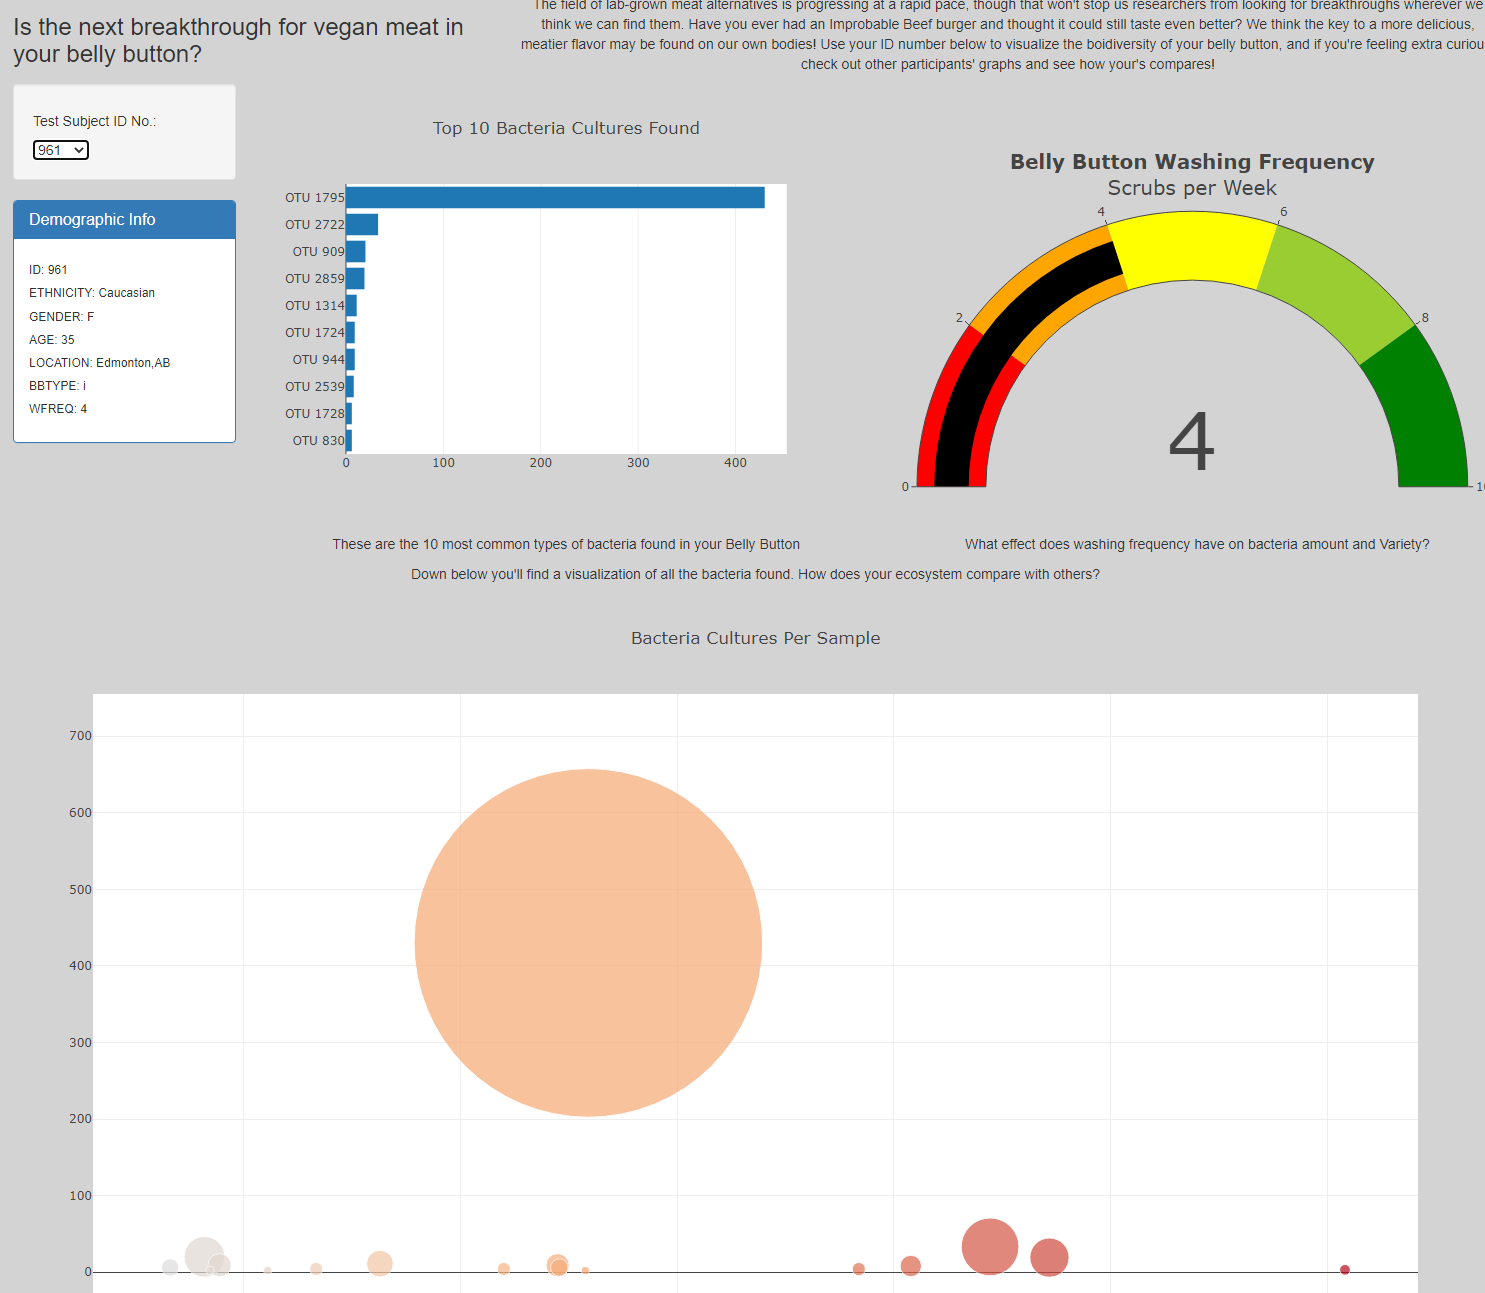 Is the next breakthrough for vegan meat in
your belly button?
The field of lab-grown meat alternatives is progressing at a rapid pace, though that won't stop us researchers from looking for breakthroughs wherever we
think we can find them. Have you ever had an Improbable Beef burger and thought it could still taste even better? We think the key to a more delicious,
meatier flavor may be found on our own bodies! Use your ID number below to visualize the boidiversity of your belly button, and if you're feeling extra curiou
check out other participants' graphs and see how your's compares!
Test Subject ID No.:
961
Demographic Info
ID: 961
ETHNICITY: Caucasian
GENDER: F
AGE: 35
LOCATION: Edmonton,AB
BBTYPE: i
WFREQ: 4
Top 10 Bacteria Cultures Found
OTU 1795
OTU 2722
OTU 909
OTU 2859
OTU 1314
OTU 1724
OTU 944
OTU 2539
OTU 1728
OTU 830
0 100 200 300 400
Belly Button Washing Frequency
Scrubs per Week
4 6
2 8
4
0
These are the 10 most common types of bacteria found in your Belly Button
What effect does washing frequency have on bacteria amount and Variety?
Down below you'll find a visualization of all the bacteria found. How does your ecosystem compare with others?
Bacteria Cultures Per Sample
700
600
500
400
300
200
100
0